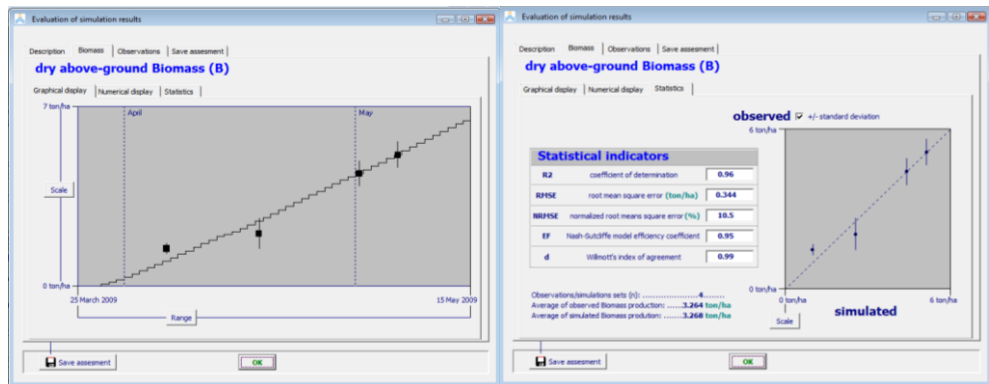 Evaluation of simulation results
Description Biomass Observations Save assesment
dry above-ground Biomass (B)
Graphical display Numerical display Statistics
7 ton/ha
April
May
Scale
0 ton/ha
25 March 2009
15 May 2009
Range
Save assesment
OK
Evaluation of simulation results
Description Biomass Observations Save assesment
dry above-ground Biomass (B)
Graphical display Numerical display Statistics
observed +/- standard deviation
6 ton/ha
Statistical indicators
R2 coefficient of determination 0.96
RMSE root mean square error (ton/ha) 0.344
NRMSE normalized root means square error (%) 10.5
EF Nash-Sutcliffe model efficiency coefficient 0.95
d Willmott's index of agreement 0.99
Observations/simulations sets (n): ..................4........
Average of observed Biomass production: ......3.264 ton/ha
Average of simulated Biomass prodution: .......3.268 ton/ha
0 ton/ha
0 ton/ha
6 ton/ha
simulated
Scale
Save assesment
OK